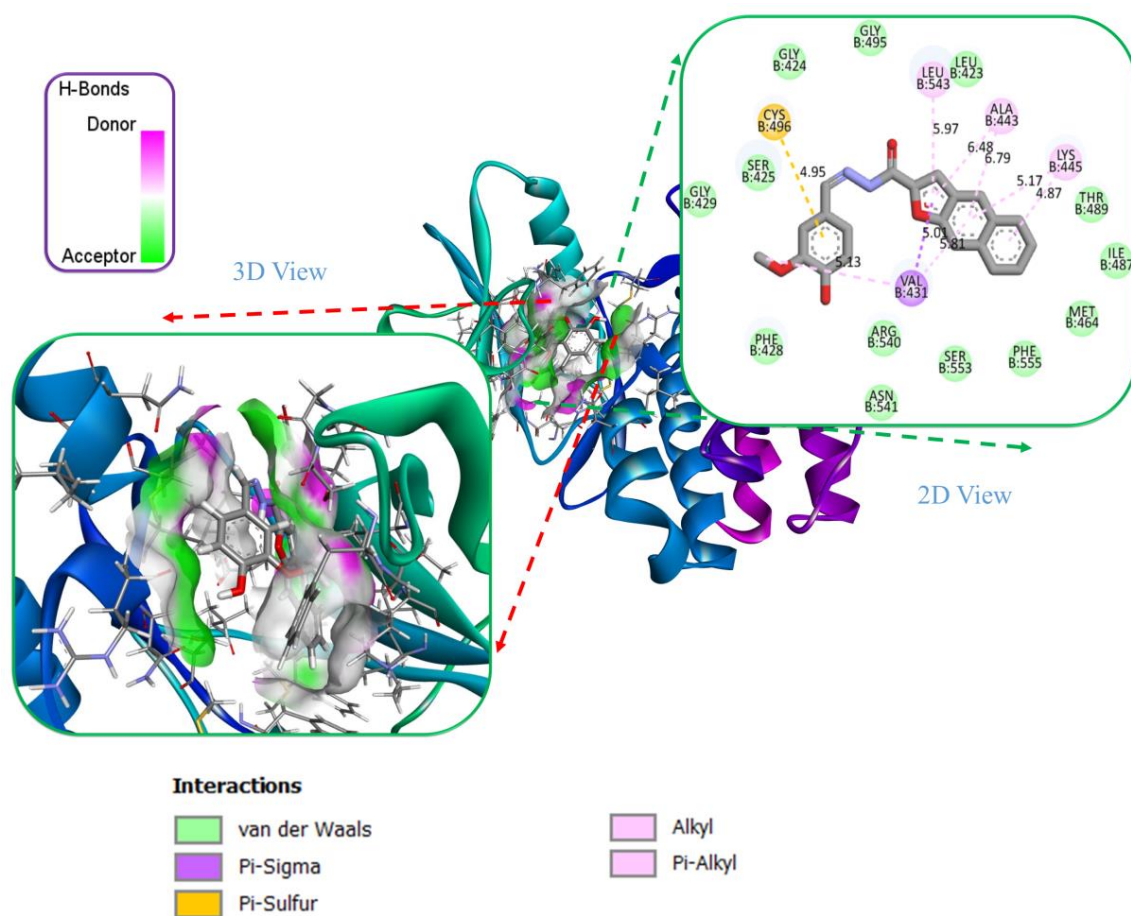 H-Bonds
Donor
Acceptor
3D View
2D View
GLY
B:495
GLY
B:424
LEU
B:543
LEU
B:423
CYS
B:496
ALA
B:443
5.97
6.48
6.79
LYS
B:445
SER
B:425
4.95
5.17
4.87
GLY
B:429
THR
B:489
5.01
5.81
5.13
ILE
B:487
VAL
B:431
MET
B:464
PHE
B:428
ARG
B:540
SER
B:553
PHE
B:555
ASN
B:541
Interactions
van der Waals
Pi-Sigma
Pi-Sulfur
Alkyl
Pi-Alkyl